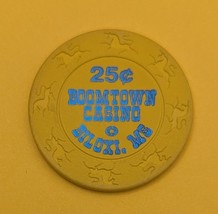 25¢
BOOMTOWN
CASINO
BILOXI, MS